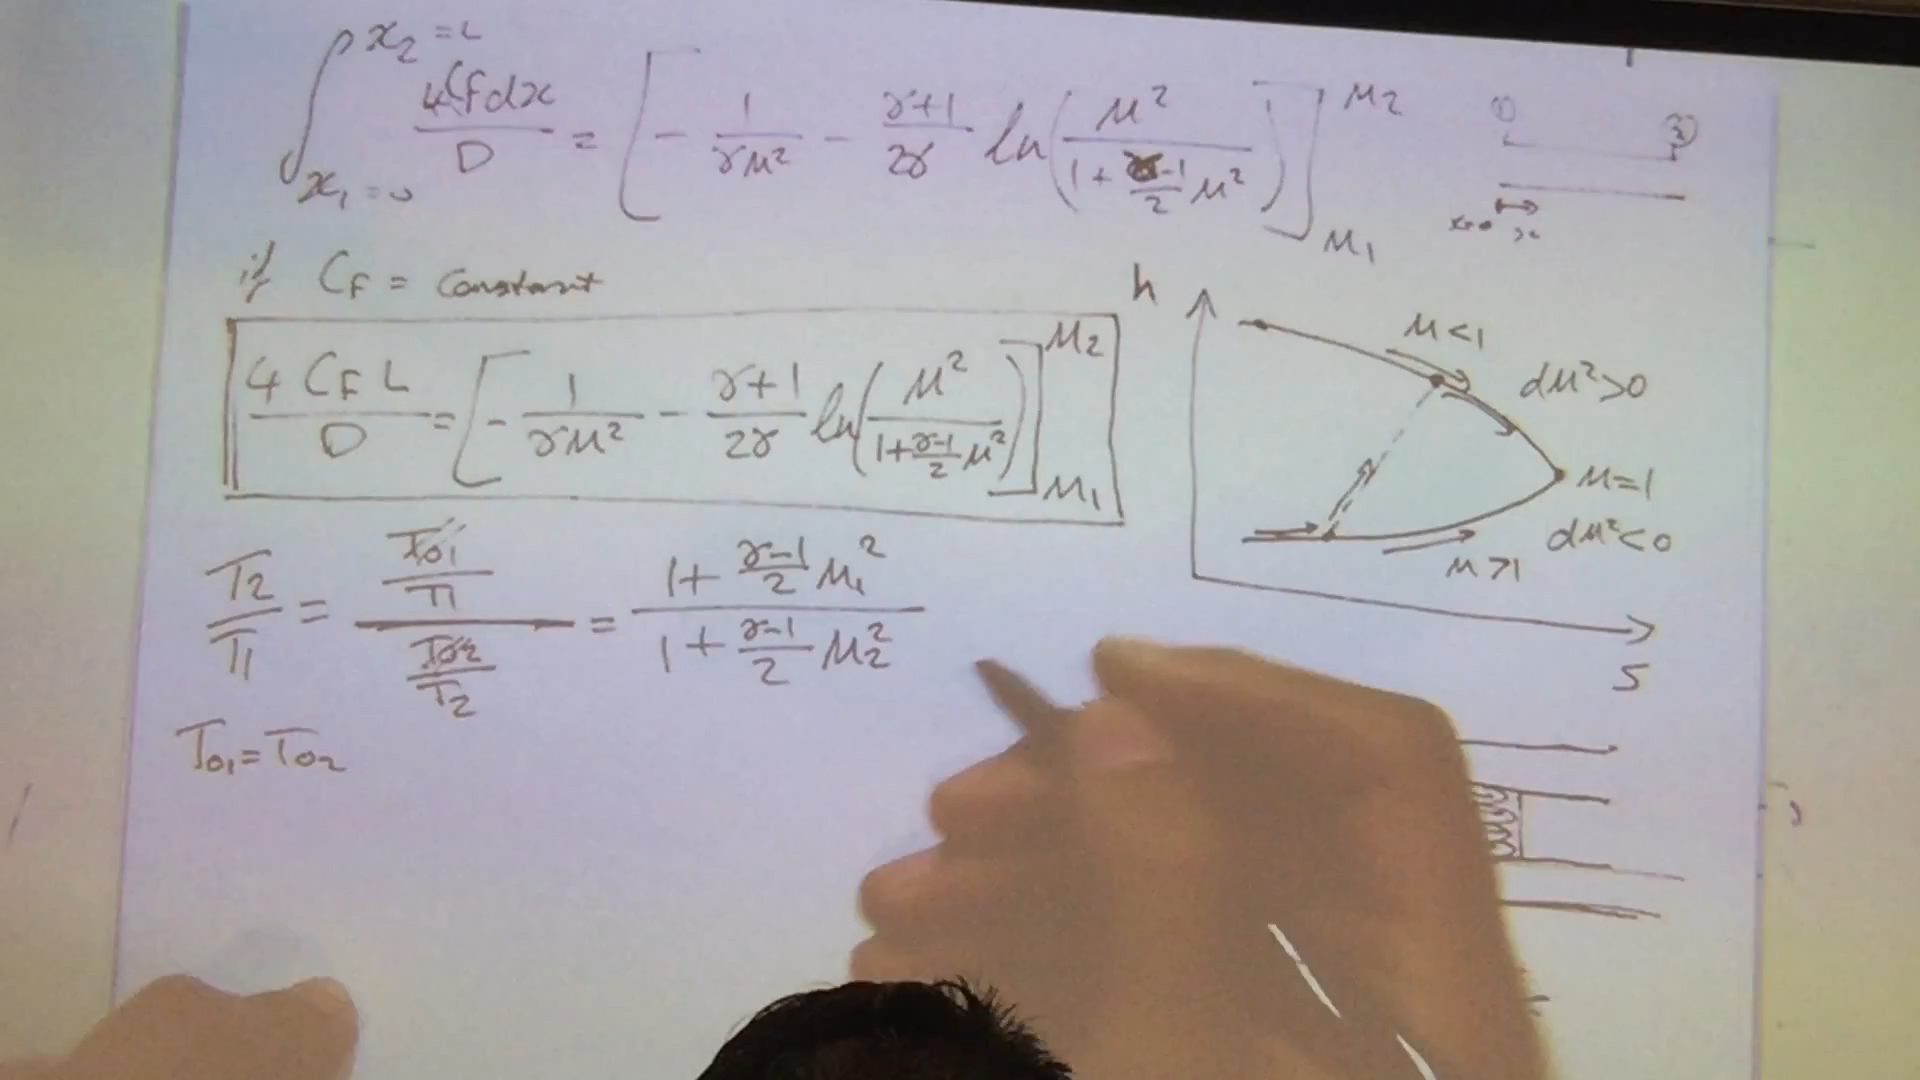 ∫_{x₁=0}^{x₂=L} 4CFdx/D = [ - 1/γM² - γ+1/2γ ln( M² / 1 + γ-1/2 M² ) ]_{M₁}^{M₂}
① ②
x=0 x
if CF = Constant
4 CF L/D = [ - 1/γM² - γ+1/2γ ln( M² / 1+γ-1/2 M² ) ]_{M₁}^{M₂}
h
M<1
dM²>0
M=1
dM²<0
M>1
S
T₂/T₁ = (T₀₁/T₁)/(T₀₂/T₂) = (1+ γ-1/2 M₁²)/(1+ γ-1/2 M₂²)
T₀₁=T₀₂